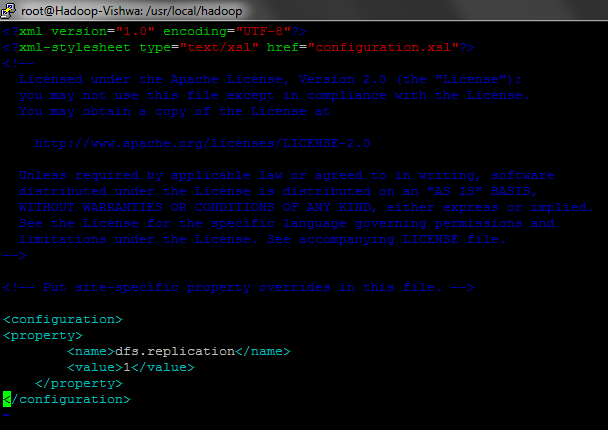 root@Hadoop-Vishwa: /usr/local/hadoop
<?xml version="1.0" encoding="UTF-8"?>
<?xml-stylesheet type="text/xsl" href="configuration.xsl"?>
<!--
  Licensed under the Apache License, Version 2.0 (the "License");
  you may not use this file except in compliance with the License.
  You may obtain a copy of the License at

    http://www.apache.org/licenses/LICENSE-2.0

  Unless required by applicable law or agreed to in writing, software
  distributed under the License is distributed on an "AS IS" BASIS,
  WITHOUT WARRANTIES OR CONDITIONS OF ANY KIND, either express or implied.
  See the License for the specific language governing permissions and
  limitations under the License. See accompanying LICENSE file.
-->

<!-- Put site-specific property overrides in this file. -->

<configuration>
<property>
        <name>dfs.replication</name>
        <value>1</value>
    </property>
</configuration>
~